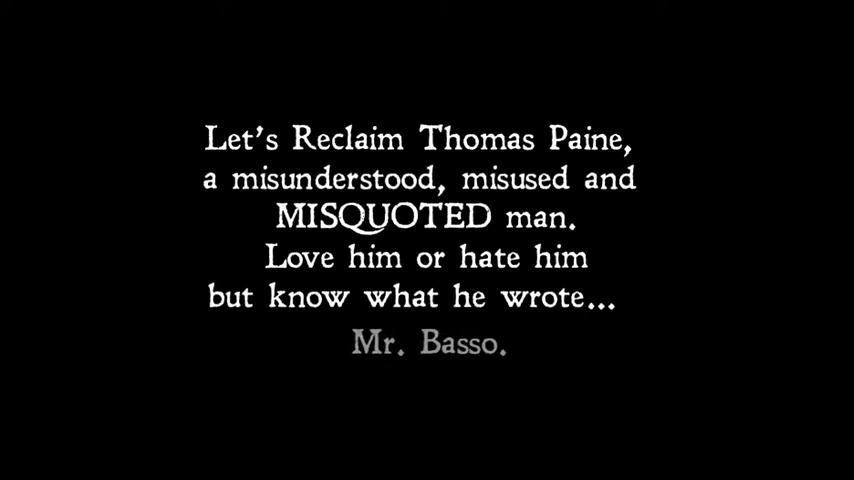 Let's Reclaim Thomas Paine,
a misunderstood, misused and
MISQUOTED man.
Love him or hate him
but know what he wrote...
Mr. Basso.